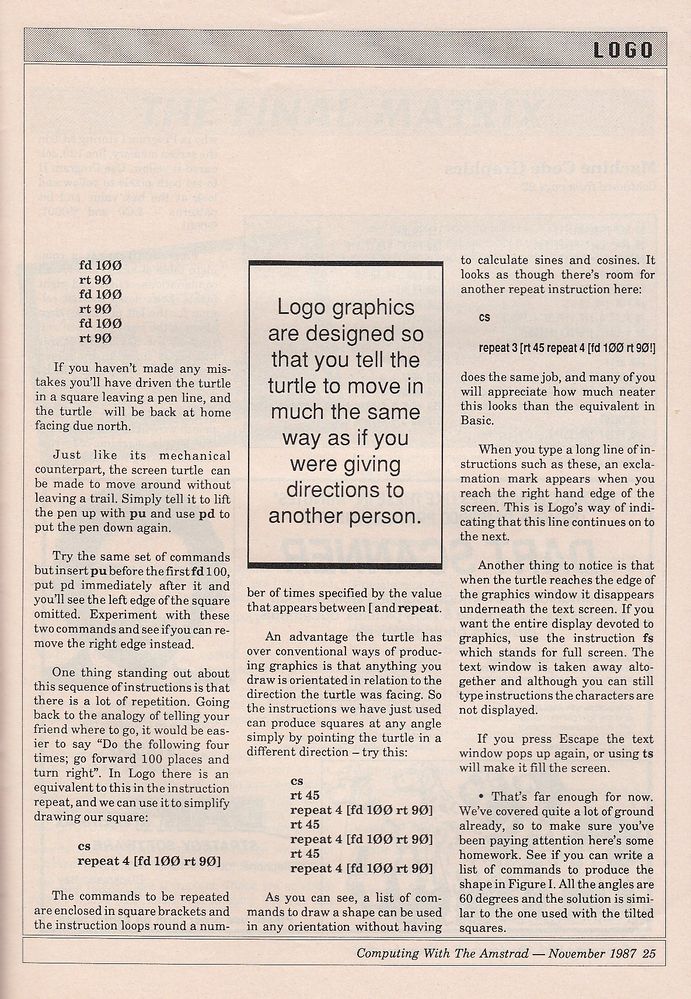 LOGO
fd 100
rt 90
fd 100
rt 90
fd 100
rt 90
If you haven't made any mis-
takes you'll have driven the turtle
in a square leaving a pen line, and
the turtle will be back at home
facing due north.
Just like its mechanical
counterpart, the screen turtle can
be made to move around without
leaving a trail. Simply tell it to lift
the pen up with pu and use pd to
put the pen down again.
Try the same set of commands
but insert pu before the first fd 100,
put pd immediately after it and
you'll see the left edge of the square
omitted. Experiment with these
two commands and see if you can re-
move the right edge instead.
One thing standing out about
this sequence of instructions is that
there is a lot of repetition. Going
back to the analogy of telling your
friend where to go, it would be eas-
ier to say "Do the following four
times; go forward 100 places and
turn right". In Logo there is an
equivalent to this in the instruction
repeat, and we can use it to simplify
drawing our square:
cs
repeat 4 [fd 100 rt 90]
The commands to be repeated
are enclosed in square brackets and
the instruction loops round a num-
Logo graphics
are designed so
that you tell the
turtle to move in
much the same
way as if you
were giving
directions to
another person.
ber of times specified by the value
that appears between [ and repeat.
An advantage the turtle has
over conventional ways of produc-
ing graphics is that anything you
draw is orientated in relation to the
direction the turtle was facing. So
the instructions we have just used
can produce squares at any angle
simply by pointing the turtle in a
different direction – try this:
cs
rt 45
repeat 4 [fd 100 rt 90]
rt 45
repeat 4 [fd 100 rt 90]
rt 45
repeat 4 [fd 100 rt 90]
As you can see, a list of com-
mands to draw a shape can be used
in any orientation without having
to calculate sines and cosines. It
looks as though there's room for
another repeat instruction here:
cs
repeat 3 [rt 45 repeat 4 [fd 100 rt 90!]
does the same job, and many of you
will appreciate how much neater
this looks than the equivalent in
Basic.
When you type a long line of in-
structions such as these, an excla-
mation mark appears when you
reach the right hand edge of the
screen. This is Logo's way of indi-
cating that this line continues on to
the next.
Another thing to notice is that
when the turtle reaches the edge of
the graphics window it disappears
underneath the text screen. If you
want the entire display devoted to
graphics, use the instruction fs
which stands for full screen. The
text window is taken away alto-
gether and although you can still
type instructions the characters are
not displayed.
If you press Escape the text
window pops up again, or using ts
will make it fill the screen.
• That's far enough for now.
We've covered quite a lot of ground
already, so to make sure you've
been paying attention here's some
homework. See if you can write a
list of commands to produce the
shape in Figure I. All the angles are
60 degrees and the solution is simi-
lar to the one used with the tilted
squares.
Computing With The Amstrad — November 1987 25